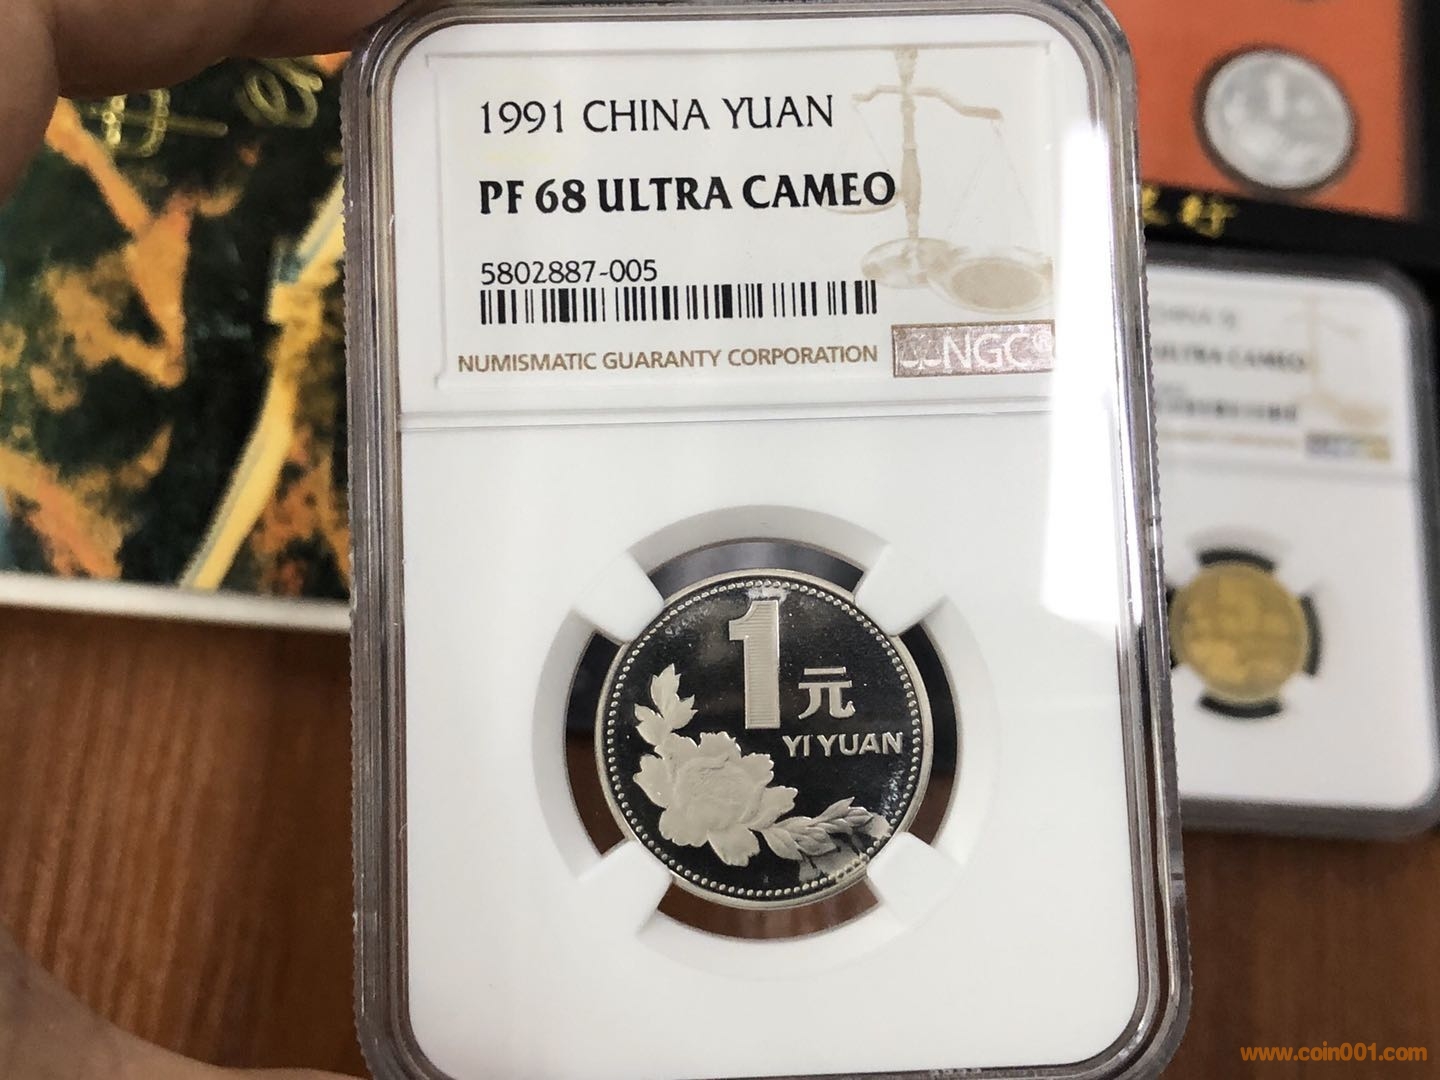 1991 CHINA YUAN
PF 68 ULTRA CAMEO
5802887-005
NUMISMATIC GUARANTY CORPORATION
NGC
1
元
YI YUAN
ULTRA CAMEO
1
www.coin001.com